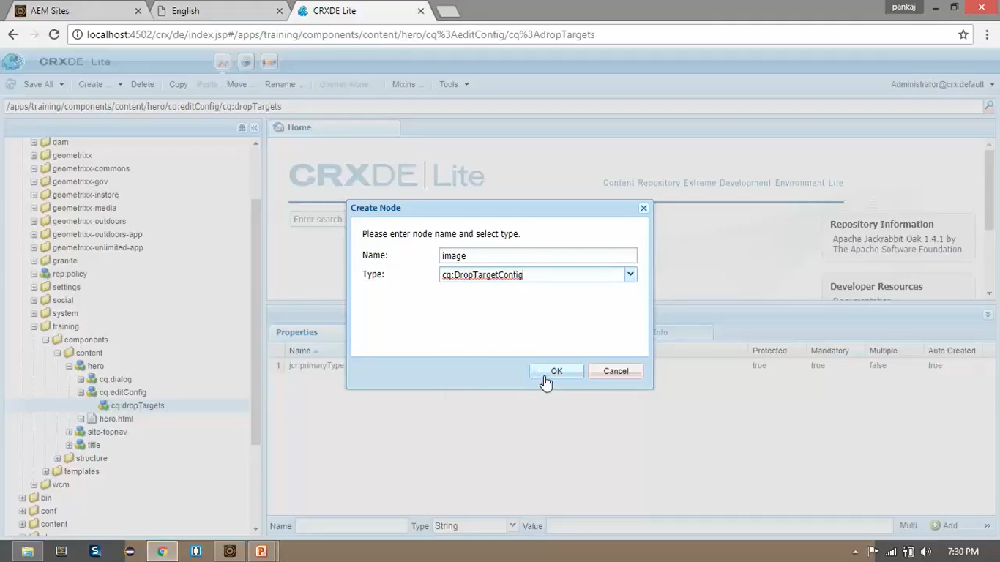 AEM Sites
English
CRXDE Lite
pankaj
localhost:4502/crx/de/index.jsp#/apps/training/components/content/hero/cq%3AeditConfig/cq%3AdropTargets
CRXDE Lite
Save All
Create ...
Delete
Copy
Paste
Move ...
Rename ...
Mixins ...
Tools
Administrator@crx.default
/apps/training/components/content/hero/cq:editConfig/cq:dropTargets
dam
geometrixx
geometrixx-commons
geometrixx-gov
geometrixx-instore
geometrixx-media
geometrixx-outdoors
geometrixx-outdoors-app
geometrixx-unlimited-app
granite
rep:policy
settings
social
system
training
components
content
hero
cq:dialog
cq:editConfig
cq:dropTargets
hero.html
site-topnav
title
structure
templates
wcm
bin
conf
content
Home
CRXDE Lite
Content Repository Extreme Development Environment Lite
Enter search
Repository Information
Apache Jackrabbit Oak 1.4.1 by
The Apache Software Foundation
Developer Resources
Create Node
Please enter node name and select type.
Name: image
Type: cq:DropTargetConfig
OK
Cancel
Properties
Info
Name
Protected
Mandatory
Multiple
Auto Created
1 jcr:primaryType true true false true
Name
Type String
Value
Multi
Add
7:30 PM